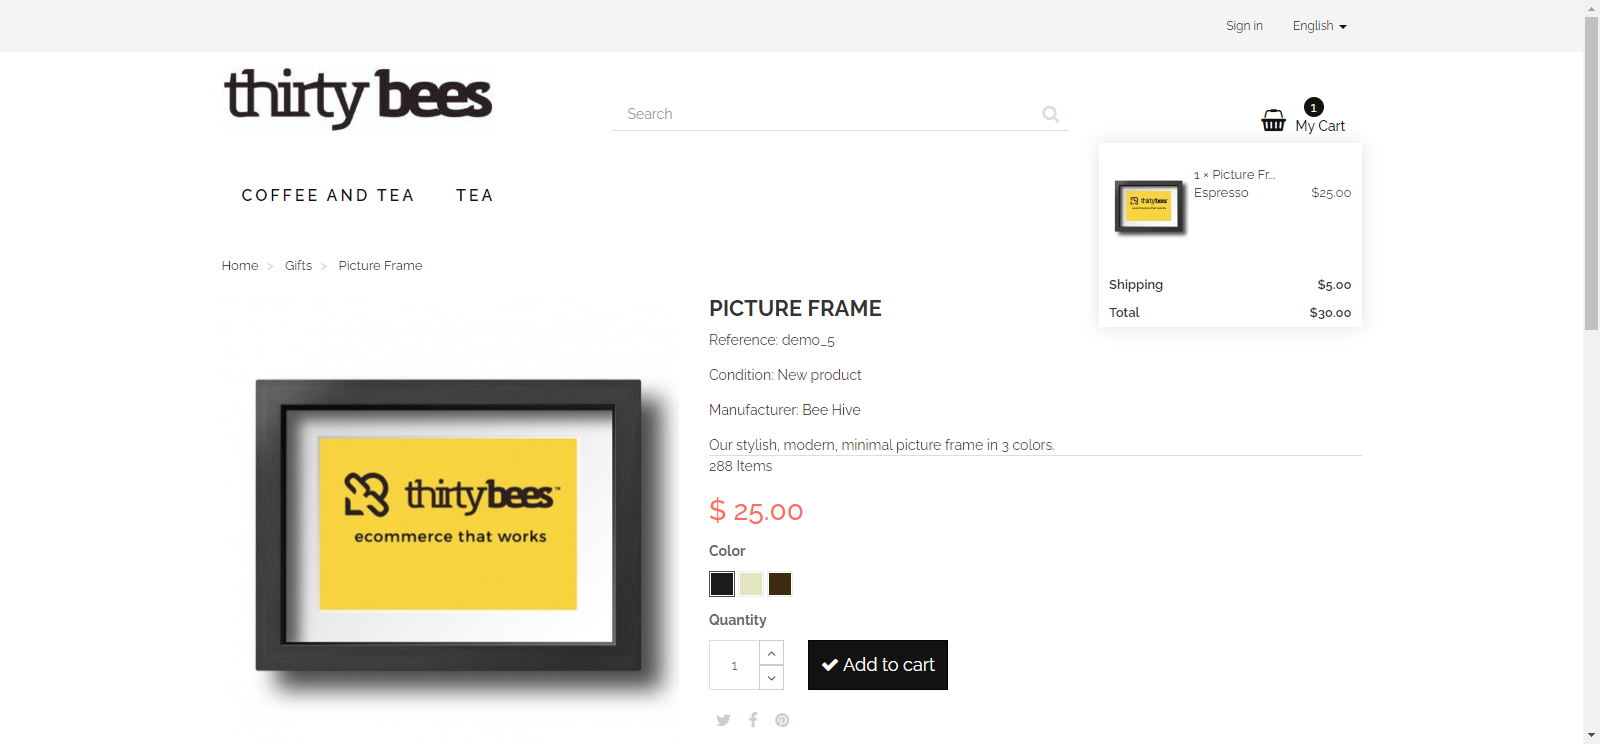 Sign in
English
thirty bees
Search
1
My Cart
1 × Picture Fr...
Espresso
$25.00
Shipping
$5.00
Total
$30.00
COFFEE AND TEA
TEA
Home > Gifts > Picture Frame
PICTURE FRAME
Reference: demo_5
Condition: New product
Manufacturer: Bee Hive
Our stylish, modern, minimal picture frame in 3 colors.
288 Items
$ 25.00
Color
Quantity
1
Add to cart
thirtybees™
ecommerce that works